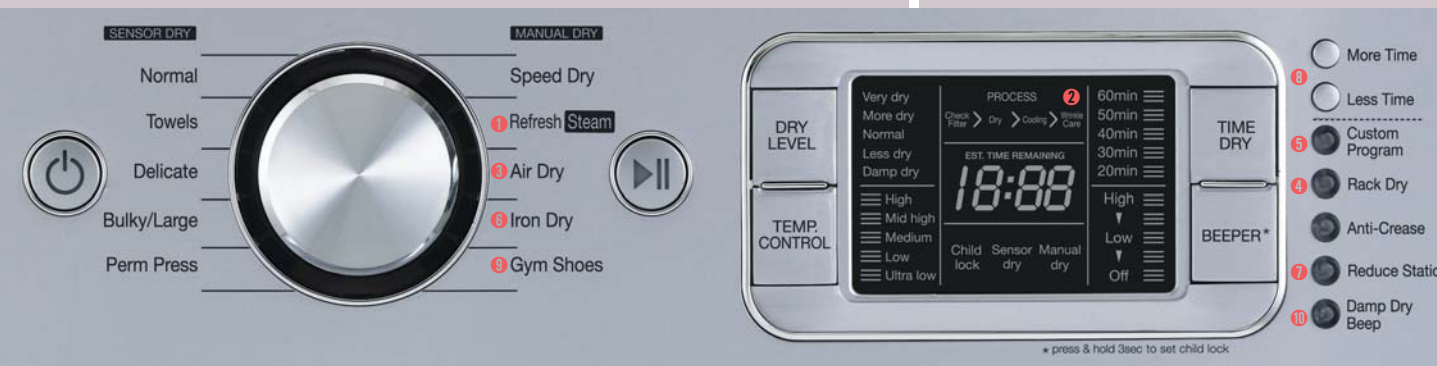 SENSOR DRY
Normal
Towels
Delicate
Bulky/Large
Perm Press
MANUAL DRY
Speed Dry
1 Refresh Steam
3 Air Dry
6 Iron Dry
9 Gym Shoes
DRY
LEVEL
TEMP.
CONTROL
Very dry
More dry
Normal
Less dry
Damp dry
High
Mid high
Medium
Low
Ultra low
PROCESS 2
Check
Filter
Dry
Cooling
Wrinkle
Care
EST. TIME REMAINING
18:88
Child
lock
Sensor
dry
Manual
dry
60min
50min
40min
30min
20min
High
Low
Off
TIME
DRY
BEEPER*
* press & hold 3sec to set child lock
8
More Time
Less Time
5 Custom
Program
4 Rack Dry
Anti-Crease
7 Reduce Static
10 Damp Dry
Beep